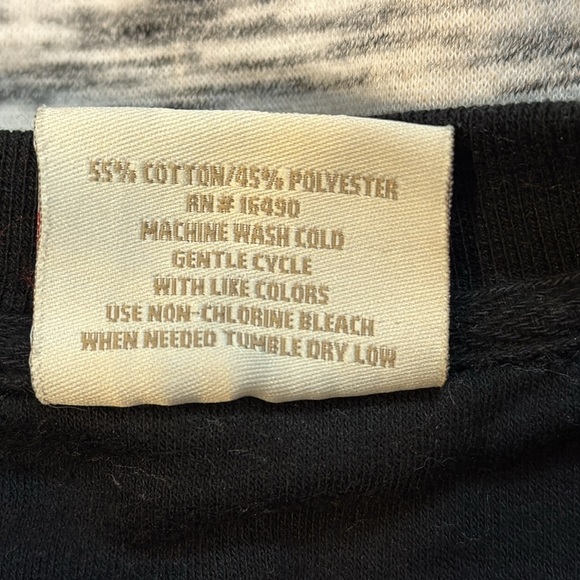 55% COTTON/45% POLYESTER
RN# 16490
MACHINE WASH COLD
GENTLE CYCLE
WITH LIKE COLORS
USE NON-CHLORINE BLEACH
WHEN NEEDED TUMBLE DRY LOW